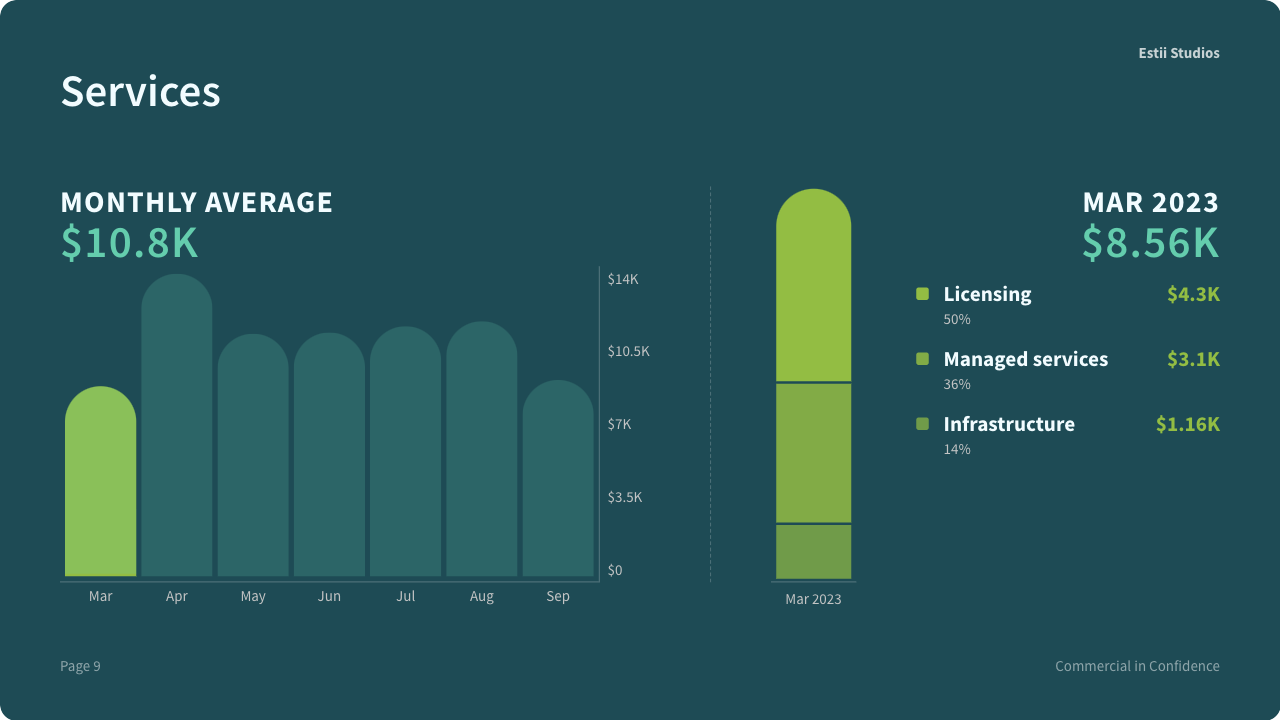 Estii Studios
Services
MONTHLY AVERAGE
$10.8K
$14K
$10.5K
$7K
$3.5K
$0
Mar Apr May Jun Jul Aug Sep
Mar 2023
MAR 2023
$8.56K
Licensing $4.3K
50%
Managed services $3.1K
36%
Infrastructure $1.16K
14%
Page 9
Commercial in Confidence